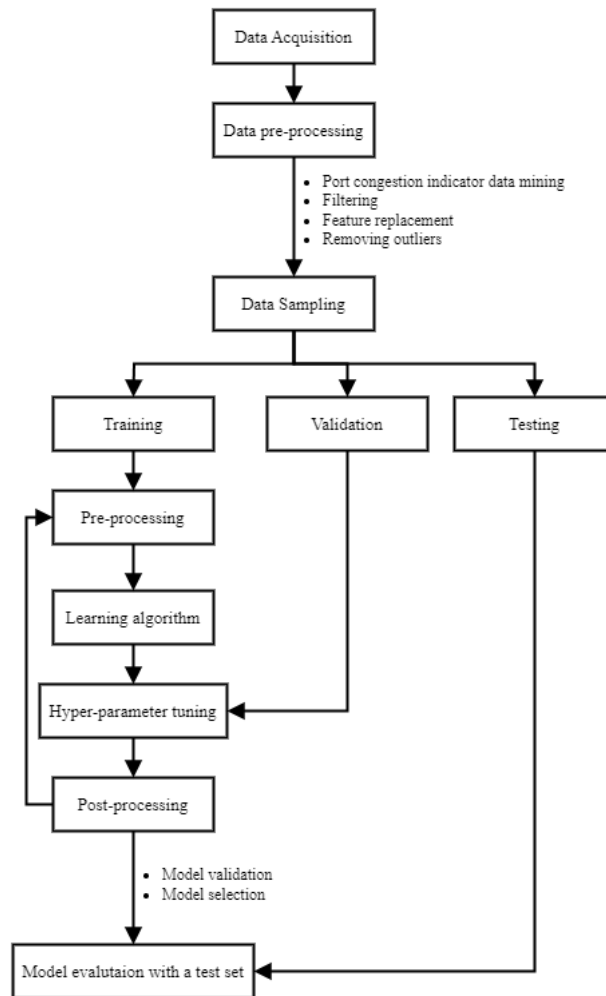 Data Acquisition
Data pre-processing
• Port congestion indicator data mining
• Filtering
• Feature replacement
• Removing outliers
Data Sampling
Training
Validation
Testing
Pre-processing
Learning algorithm
Hyper-parameter tuning
Post-processing
• Model validation
• Model selection
Model evalutaion with a test set